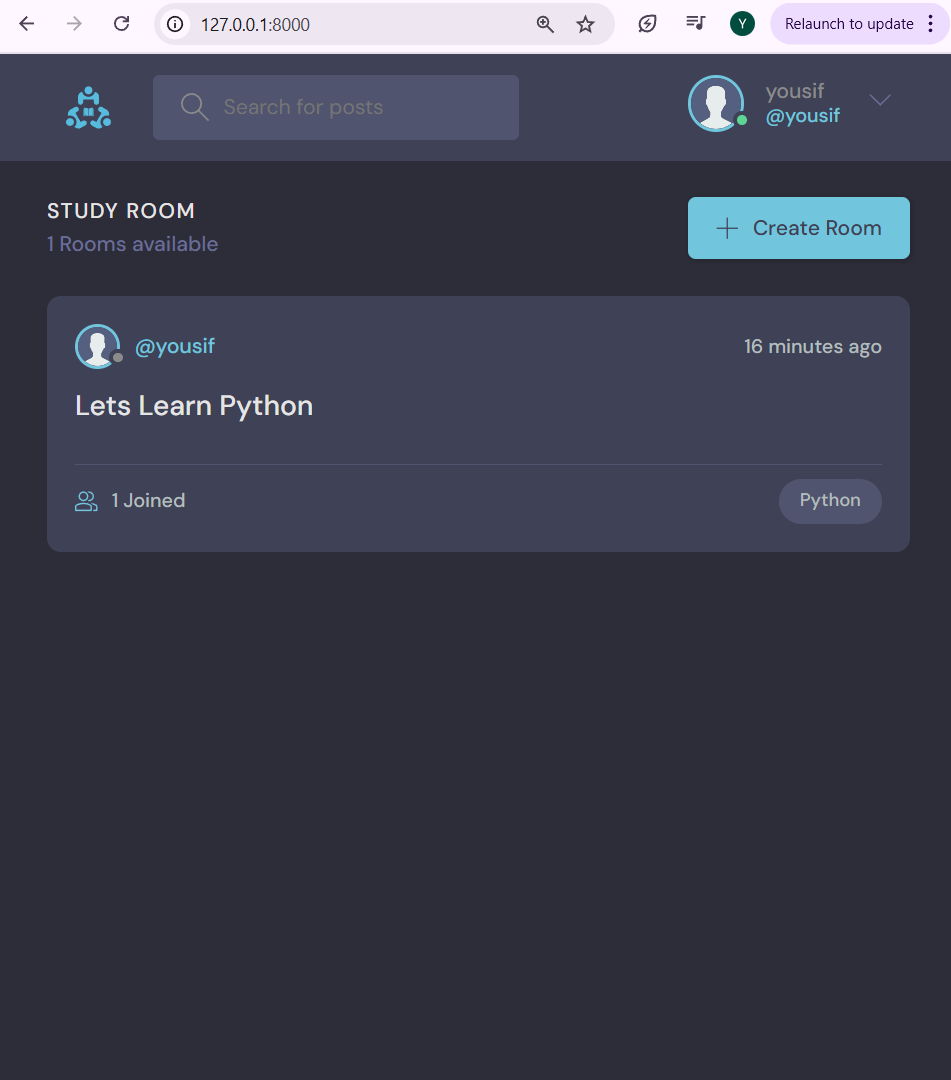 127.0.0.1:8000
Y
Relaunch to update
Search for posts
yousif
@yousif
STUDY ROOM
1 Rooms available
Create Room
@yousif
16 minutes ago
Lets Learn Python
1 Joined
Python